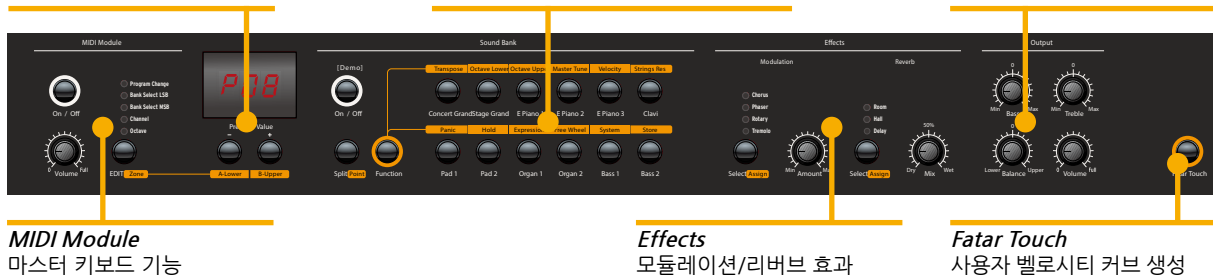 MIDI Module
Sound Bank
Effects
Output
[Demo]
Modulation
Reverb
Transpose Octave Lower Octave Upper Master Tune Velocity Strings Res
P08
Program Change
Bank Select LSB
Bank Select MSB
Channel
Octave
Chorus
Phaser
Rotary
Tremolo
Room
Hall
Delay
0
Min Max
Bass
Min Max
Treble
On / Off
On / Off
Concert Grand Stage Grand E Piano 1 E Piano 2 E Piano 3 Clavi
Value
- +
Panic Hold Expression Free Wheel System Store
50%
0
0 Full
Volume
EDIT Zone
A-Lower B-Upper
Split Point
Function
Pad 1 Pad 2 Organ 1 Organ 2 Bass 1 Bass 2
Select Assign
Min
Amount
Select Assign
Dry Wet
Mix
Lower Upper
Balance
0 full
Volume
Fatar Touch
MIDI Module
마스터 키보드 기능
Effects
모듈레이션/리버브 효과
Fatar Touch
사용자 벨로시티 커브 생성